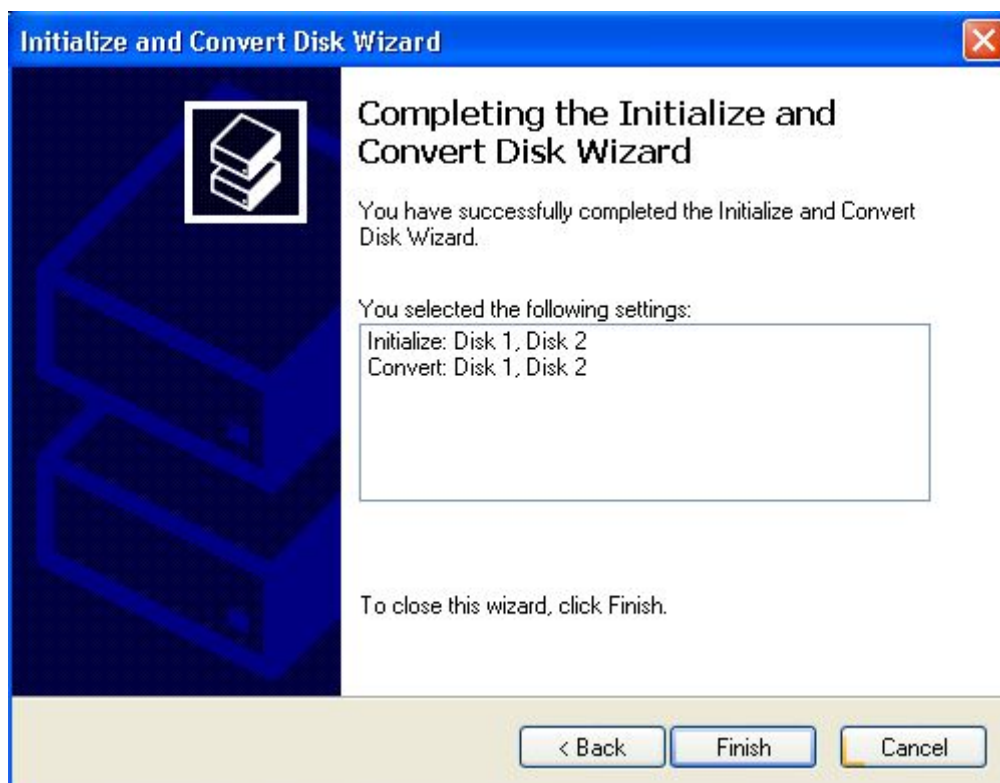 Initialize and Convert Disk Wizard
Completing the Initialize and
Convert Disk Wizard
You have successfully completed the Initialize and Convert
Disk Wizard.
You selected the following settings:
Initialize: Disk 1, Disk 2
Convert: Disk 1, Disk 2
To close this wizard, click Finish.
< Back Finish Cancel